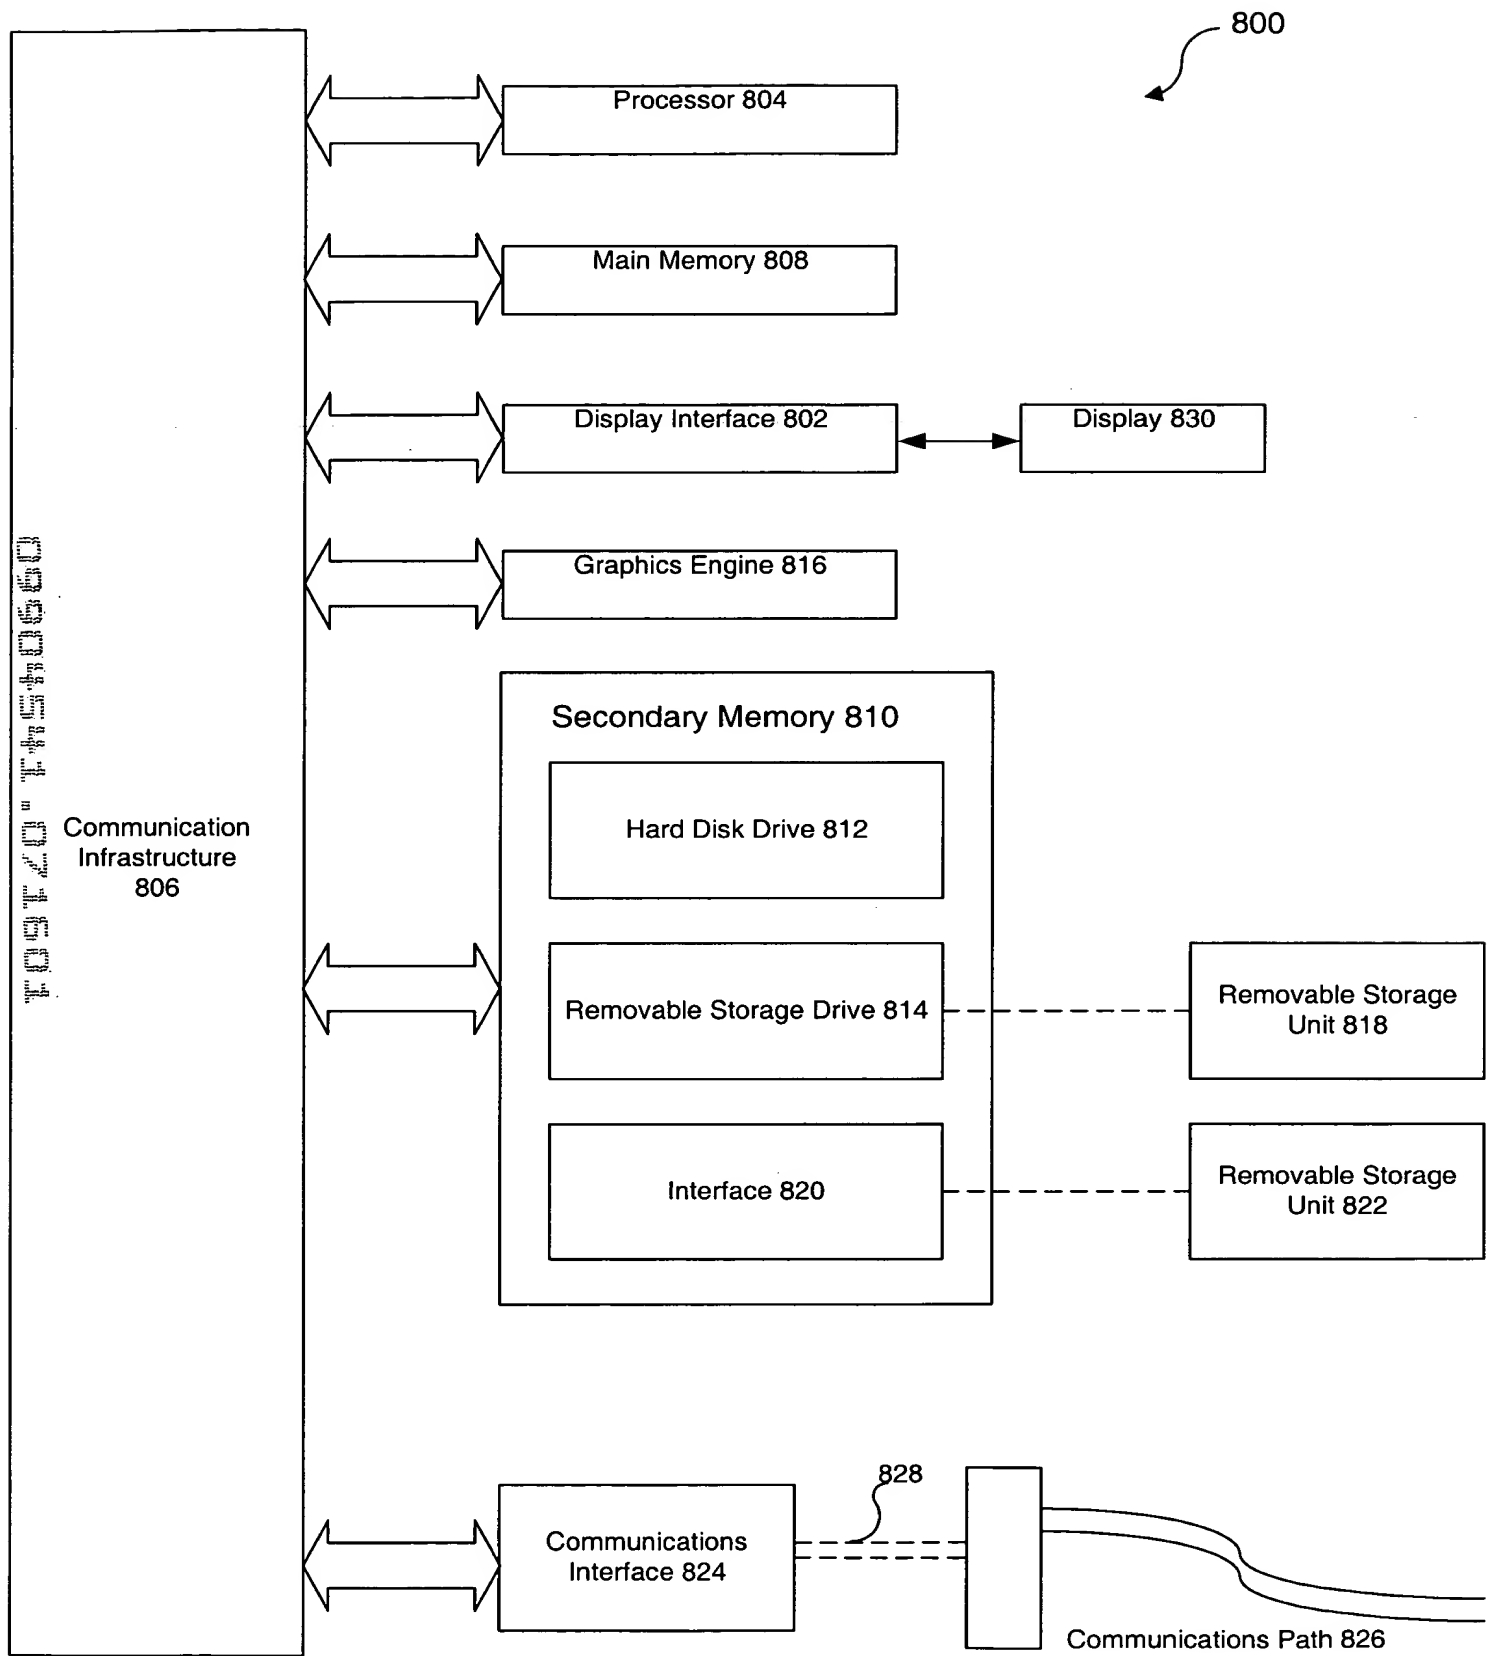 800
Processor 804
Main Memory 808
Display Interface 802
Display 830
Graphics Engine 816
Secondary Memory 810
Hard Disk Drive 812
Communication
Infrastructure
806
Removable Storage Drive 814
Removable Storage
Unit 818
Interface 820
Removable Storage
Unit 822
828
Communications
Interface 824
Communications Path 826